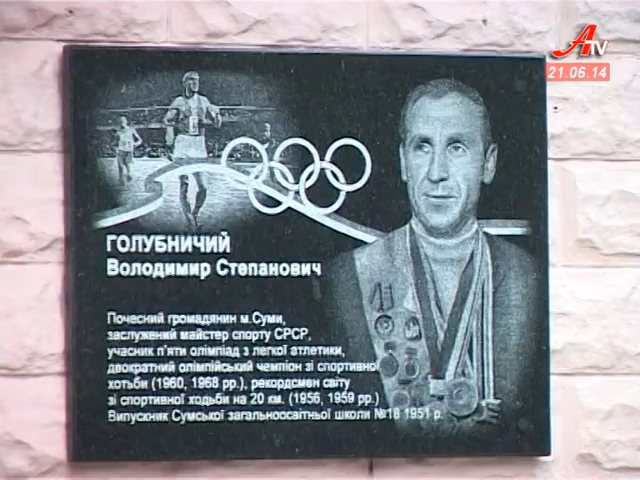 АTV
21.06.14
ГОЛУБНИЧИЙ
Володимир Степанович
Почесний громадянин м.Суми,
заслужений майстер спорту СРСР,
учасник п'яти олімпіад з легкої атлетики,
двократний олімпійський чемпіон зі спортивної
хотьби (1960, 1968 рр.), рекордсмен світу
зі спортивної ходьби на 20 км. (1956, 1959 рр.)
Випускник Сумської загальноосвітньої школи №18 1951 р.